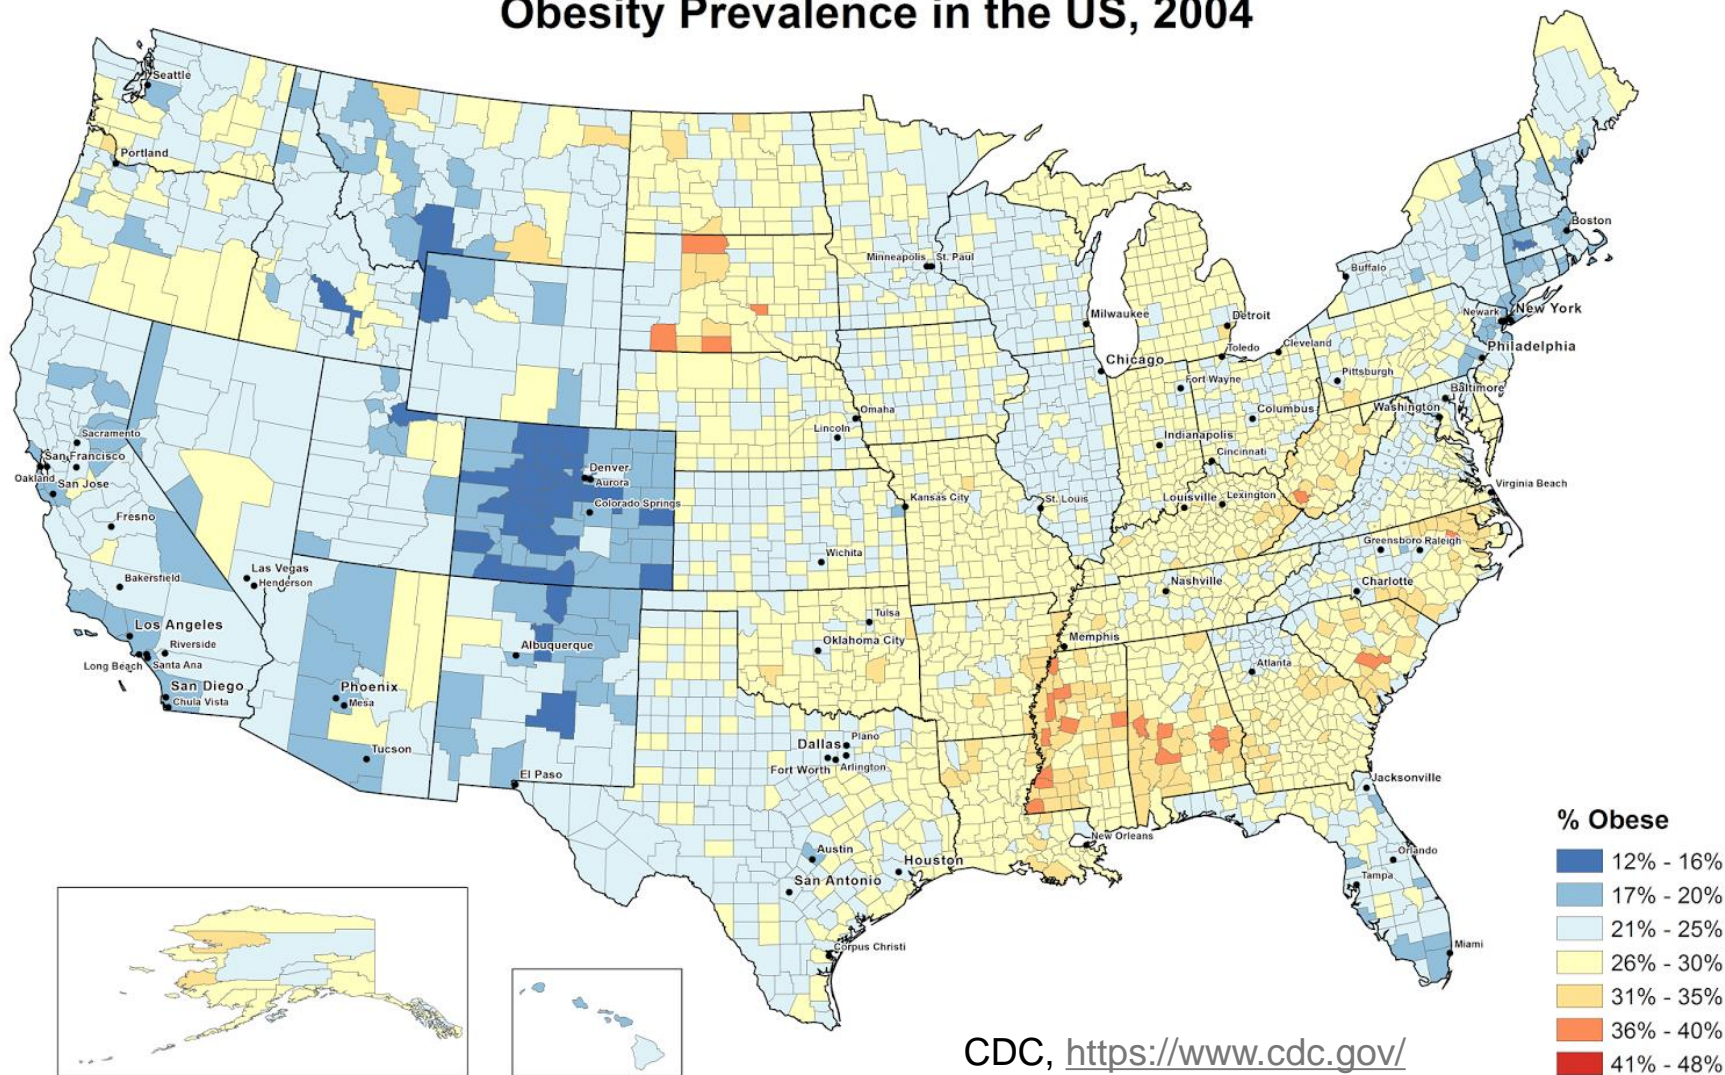 Obesity Prevalence in the US, 2004
Seattle
Portland
Minneapolis
St. Paul
Boston
Buffalo
Milwaukee
Detroit
Newark
New York
Toledo
Cleveland
Philadelphia
Chicago
Fort Wayne
Pittsburgh
Baltimore
Omaha
Columbus
Washington
Lincoln
Sacramento
Indianapolis
Cincinnati
San Francisco
Denver
Oakland
San Jose
Aurora
Virginia Beach
Colorado Springs
Kansas City
St. Louis
Louisville
Lexington
Fresno
Greensboro
Raleigh
Wichita
Las Vegas
Bakersfield
Henderson
Nashville
Charlotte
Tulsa
Los Angeles
Memphis
Riverside
Albuquerque
Oklahoma City
Long Beach
Santa Ana
Atlanta
San Diego
Phoenix
Chula Vista
Mesa
Plano
Dallas
Tucson
Fort Worth
Arlington
El Paso
Jacksonville
New Orleans
Austin
Orlando
Houston
Tampa
San Antonio
Miami
Corpus Christi
% Obese
12% - 16%
17% - 20%
21% - 25%
26% - 30%
31% - 35%
36% - 40%
41% - 48%
CDC, https://www.cdc.gov/